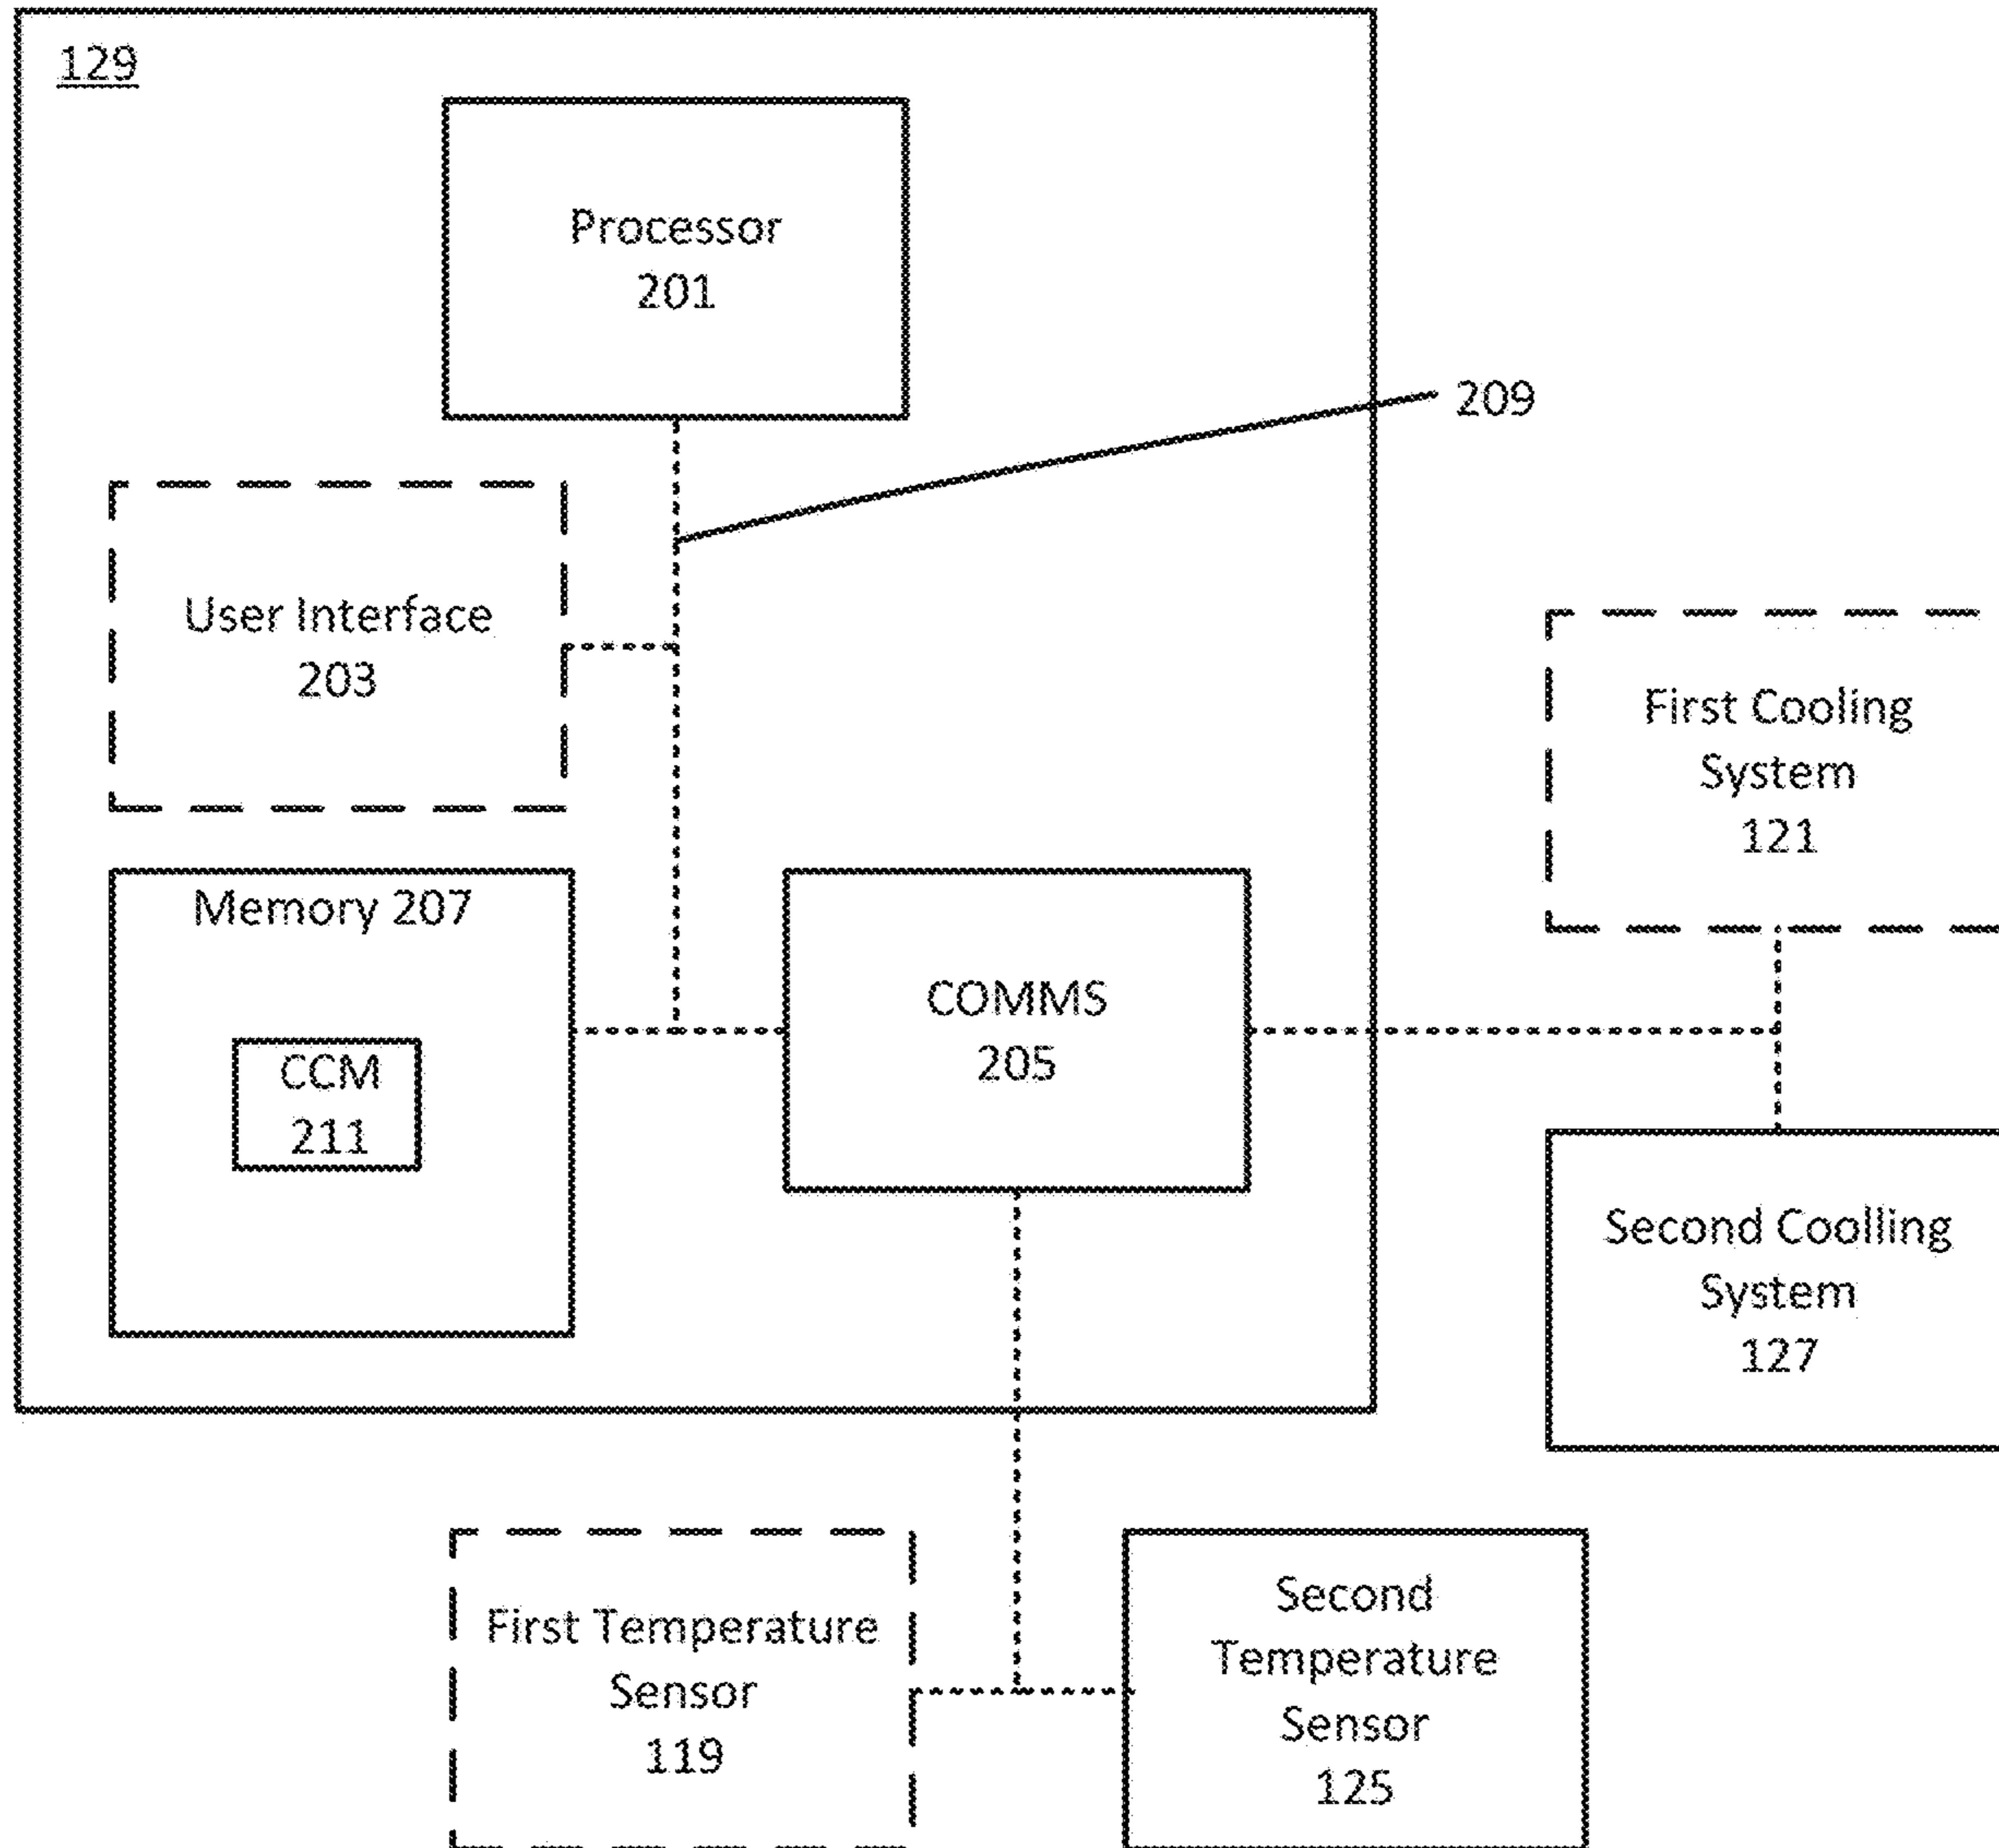 129
Processor
201
209
User Interface
203
First Cooling
System
121
Memory 207
CCM
211
COMMS
205
Second Coolling
System
127
First Temperature
Sensor
119
Second
Temperature
Sensor
125